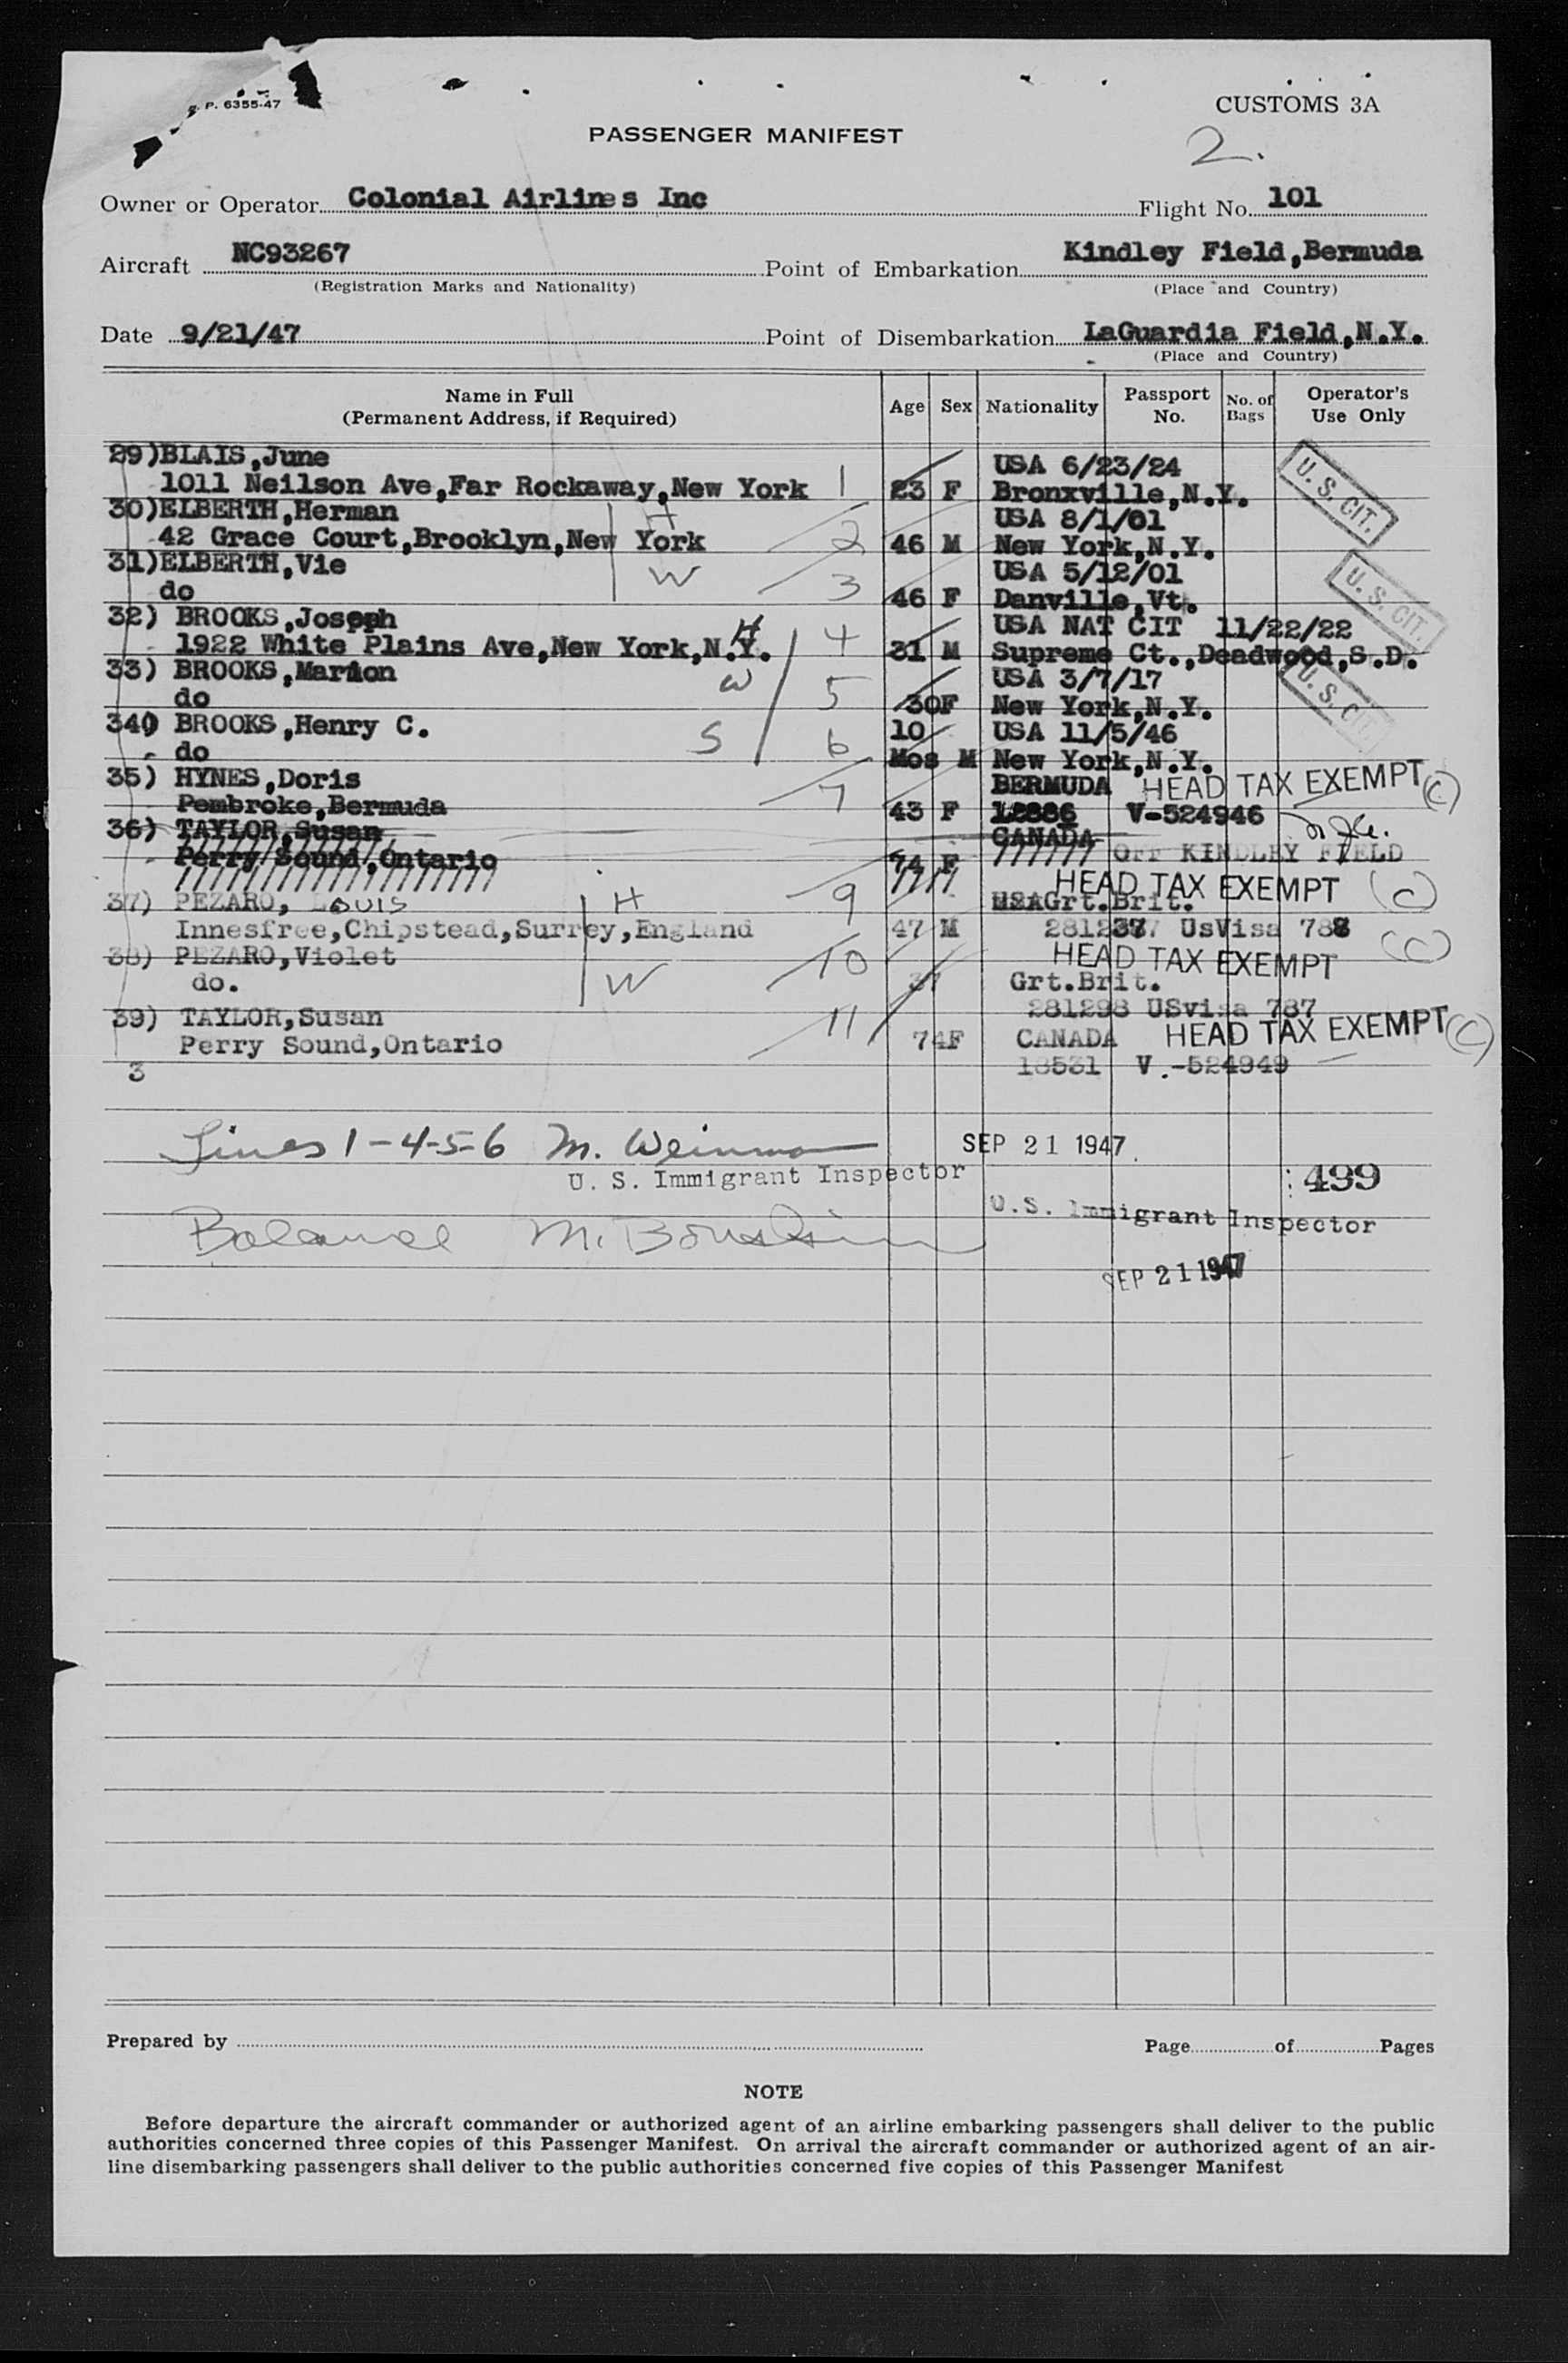 G. P. 6355-47
CUSTOMS 3A
PASSENGER MANIFEST
2.
Owner or Operator Colonial Airlines Inc Flight No. 101
Aircraft NC93267 Point of Embarkation Kindley Field, Bermuda
(Registration Marks and Nationality) (Place and Country)
Date 9/21/47 Point of Disembarkation LaGuardia Field, N.Y.
(Place and Country)
Name in Full Age Sex Nationality Passport No. of Operator's
(Permanent Address, if Required) No. Bags Use Only
29) BLAIS, June USA 6/23/24 U. S. CIT.
1011 Neilson Ave, Far Rockaway, New York 1 23 F Bronxville, N.Y.
30) ELBERTH, Herman H USA 8/1/01
42 Grace Court, Brooklyn, New York 2 46 M New York, N.Y.
31) ELBERTH, Vie W 3 USA 5/12/01 U. S. CIT.
do 46 F Danville, Vt.
32) BROOKS, Joseph H 4 USA NAT CIT 11/22/22
1922 White Plains Ave, New York, N.Y. 31 M Supreme Ct., Deadwood, S.D.
33) BROOKS, Marion W 5 USA 3/7/17 U. S. CIT.
do 30F New York, N.Y.
34) BROOKS, Henry C. S 6 10 USA 11/5/46
do Mos M New York, N.Y.
35) HYNES, Doris 7 BERMUDA HEAD TAX EXEMPT (C)
Pembroke, Bermuda 43 F 12886 V-524946
36) TAYLOR, Susan CANADA
Perry Sound, Ontario 74 F OFF KINDLEY FIELD
HEAD TAX EXEMPT (C)
37) PEZARO, LOUIS H 9 Grt.Brit.
Innesfree, Chipstead, Surrey, England 47 M UsVisa 788
HEAD TAX EXEMPT (C)
38) PEZARO, Violet 10
do. W 37 Grt.Brit.
281298 USvisa 787
39) TAYLOR, Susan 11 CANADA HEAD TAX EXEMPT (C)
Perry Sound, Ontario 74F
3 18531 V.-524949
Lines 1-4-5-6 M. Weinman SEP 21 1947
U. S. Immigrant Inspector 499
U.S. Immigrant Inspector
Balance M.
SEP 21 1947
Prepared by Page of Pages
NOTE
Before departure the aircraft commander or authorized agent of an airline embarking passengers shall deliver to the public
authorities concerned three copies of this Passenger Manifest. On arrival the aircraft commander or authorized agent of an air-
line disembarking passengers shall deliver to the public authorities concerned five copies of this Passenger Manifest